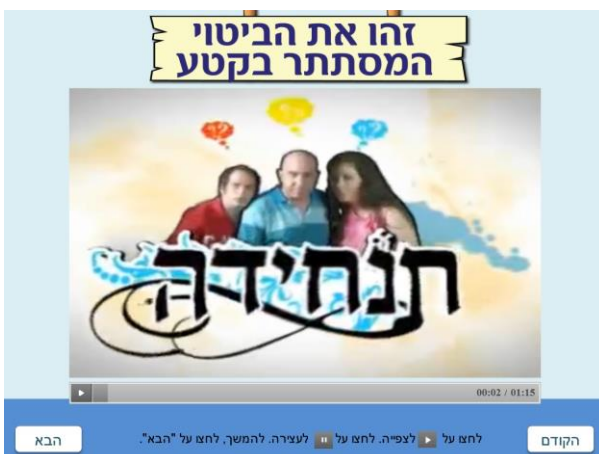 זהו את הביטוי
המסתתר בקטע
תנחידה
00:02 / 01:15
לחצו על לצפייה. לחצו על לעצירה. להמשך, לחצו על "הבא".
הקודם
הבא